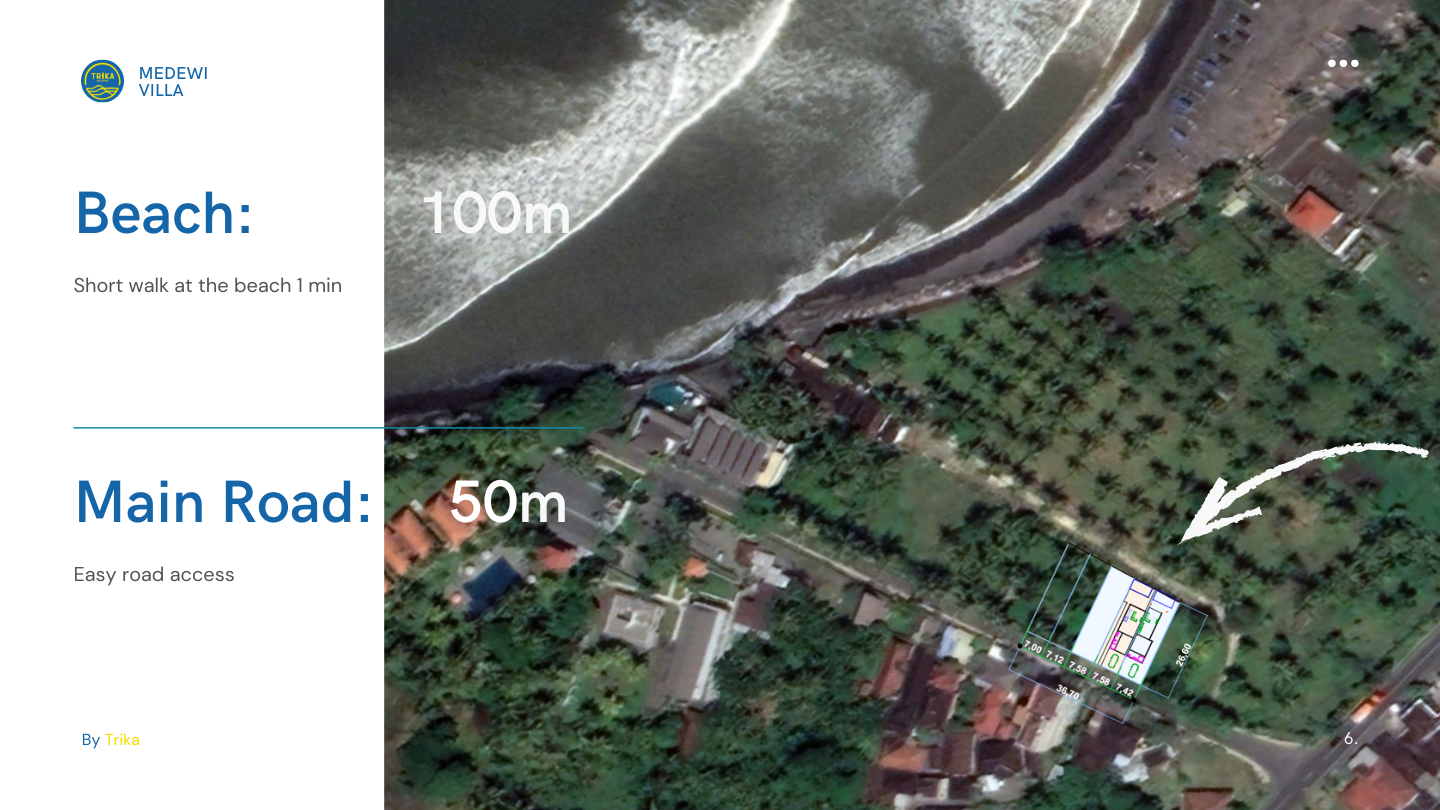 TRIKA
MEDEWI
VILLA
Beach: 100m
Short walk at the beach 1 min
Main Road: 50m
Easy road access
7,00 7,12 7,58 7,58 7,42
36,70
26,60
By Trika
6.